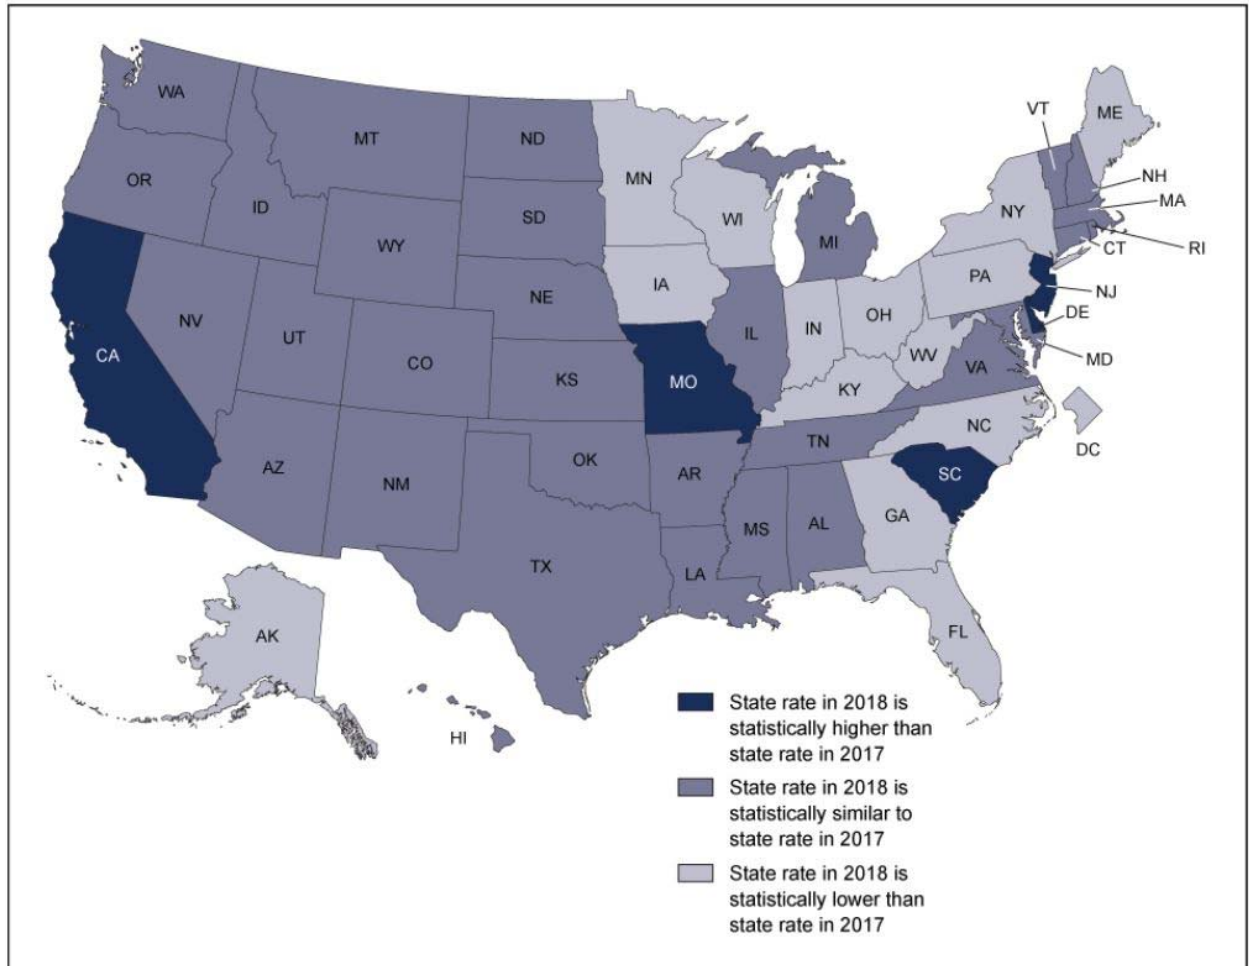 WA
MT
ND
OR
ID
SD
WY
MN
WI
MI
VT
ME
NH
NY
MA
CT
RI
CA
NV
UT
CO
NE
KS
IA
MO
IL
IN
OH
PA
NJ
DE
MD
WV
VA
KY
DC
NC
TN
SC
AZ
NM
OK
AR
TX
LA
MS
AL
GA
FL
AK
HI
State rate in 2018 is
statistically higher than
state rate in 2017
State rate in 2018 is
statistically similar to
state rate in 2017
State rate in 2018 is
statistically lower than
state rate in 2017